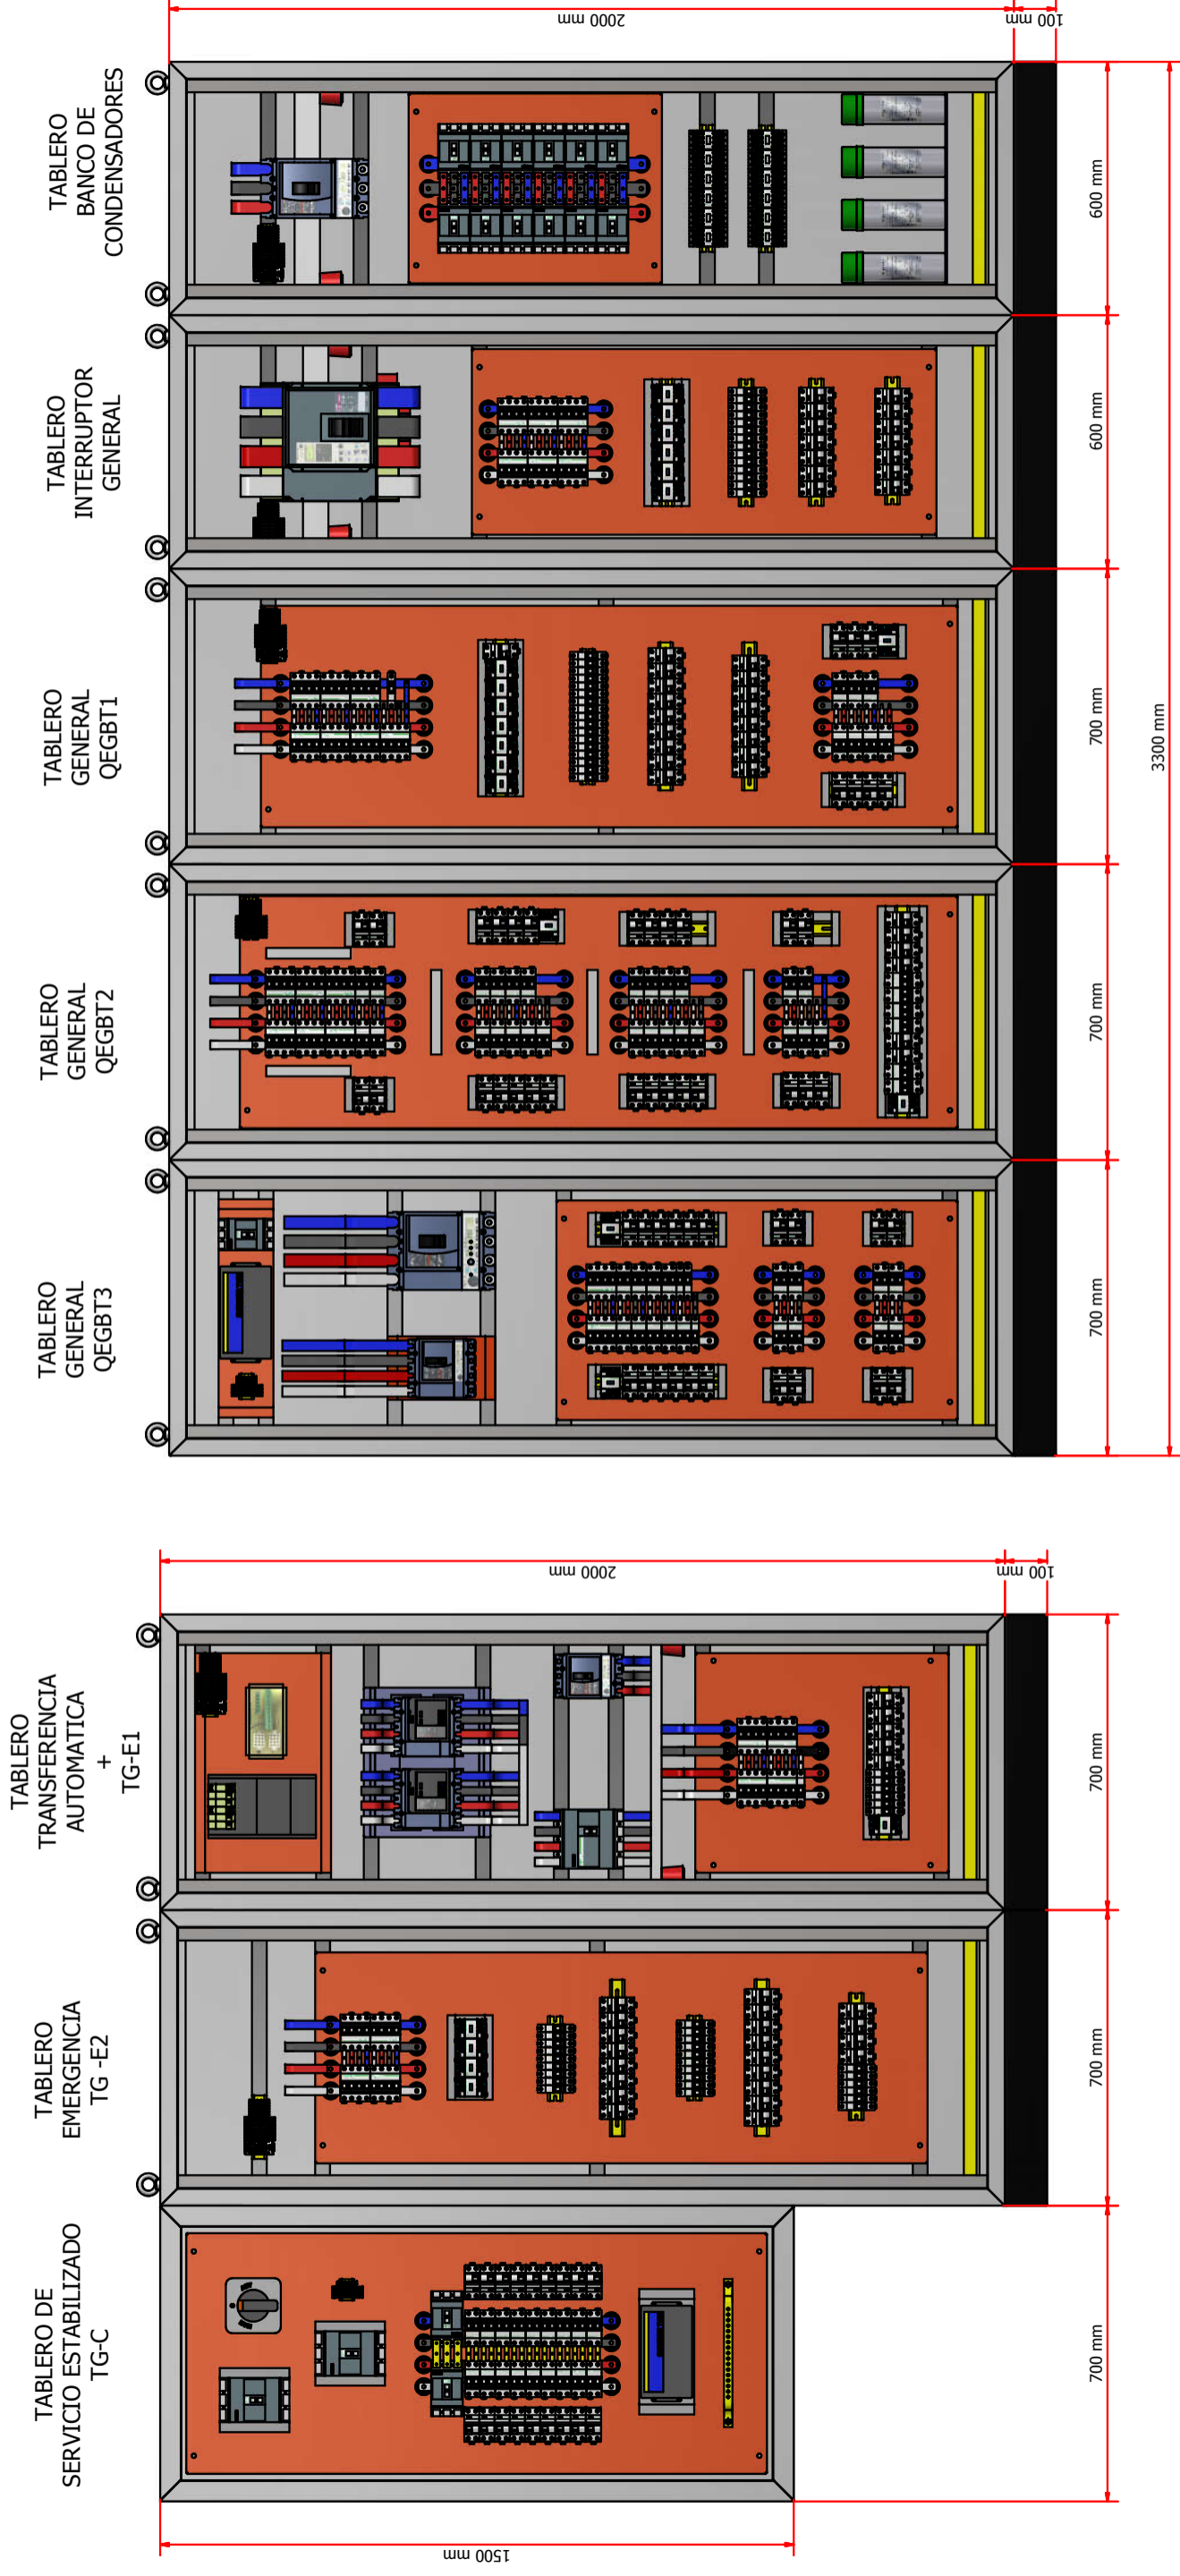 TABLERO DE
SERVICIO ESTABILIZADO
TG-C
TABLERO
EMERGENCIA
TG -E2
TABLERO
TRANSFERENCIA
AUTOMATICA
+
TG-E1
1500 mm
2000 mm
100 mm
700 mm
700 mm
700 mm
TABLERO
GENERAL
QEGBT3
TABLERO
GENERAL
QEGBT2
TABLERO
GENERAL
QEGBT1
TABLERO
INTERRUPTOR
GENERAL
TABLERO
BANCO DE
CONDENSADORES
2000 mm
100 mm
700 mm
700 mm
700 mm
600 mm
600 mm
3300 mm